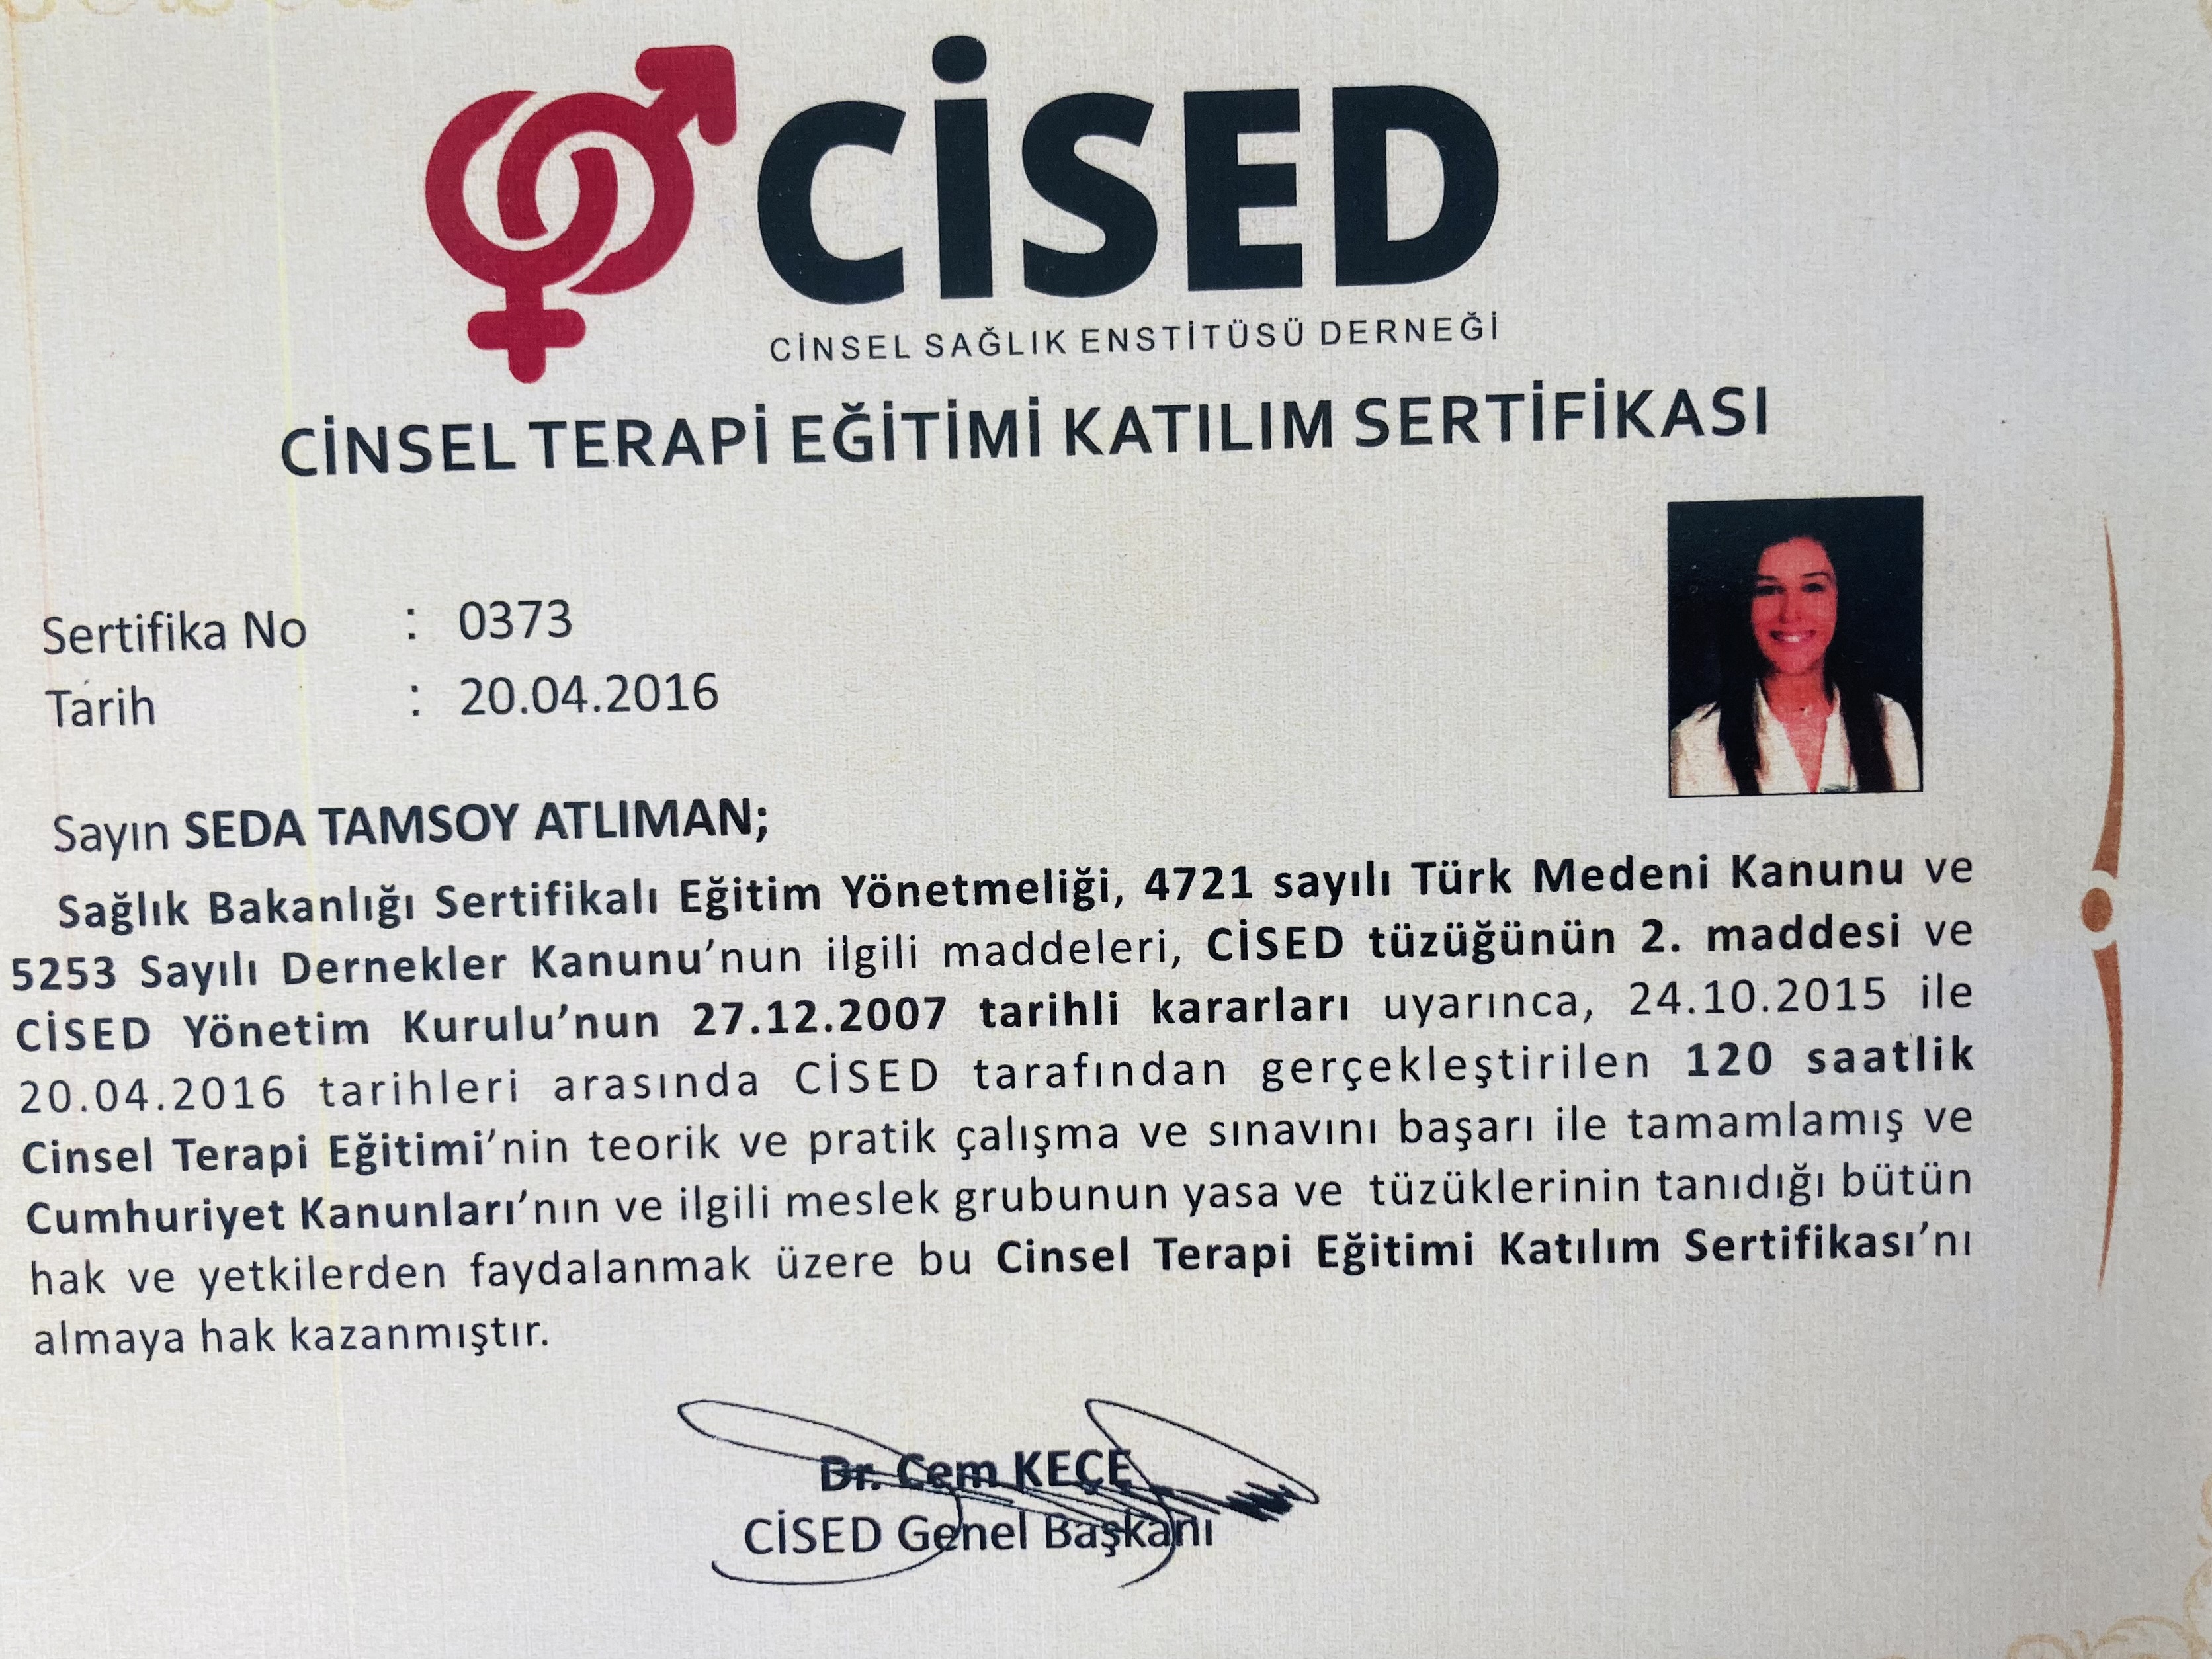 CİSED
CİNSEL SAĞLIK ENSTİTÜSÜ DERNEĞİ
CİNSEL TERAPİ EĞİTİMİ KATILIM SERTİFİKASI
Sertifika No : 0373
Tarih : 20.04.2016
Sayın SEDA TAMSOY ATLIMAN;
Sağlık Bakanlığı Sertifikalı Eğitim Yönetmeliği, 4721 sayılı Türk Medeni Kanunu ve
5253 Sayılı Dernekler Kanunu’nun ilgili maddeleri, CİSED tüzüğünün 2. maddesi ve
CİSED Yönetim Kurulu’nun 27.12.2007 tarihli kararları uyarınca, 24.10.2015 ile
20.04.2016 tarihleri arasında CİSED tarafından gerçekleştirilen 120 saatlik
Cinsel Terapi Eğitimi’nin teorik ve pratik çalışma ve sınavını başarı ile tamamlamış ve
Cumhuriyet Kanunları’nın ve ilgili meslek grubunun yasa ve tüzüklerinin tanıdığı bütün
hak ve yetkilerden faydalanmak üzere bu Cinsel Terapi Eğitimi Katılım Sertifikası’nı
almaya hak kazanmıştır.
Dr. Cem KEÇE
CİSED Genel Başkanı